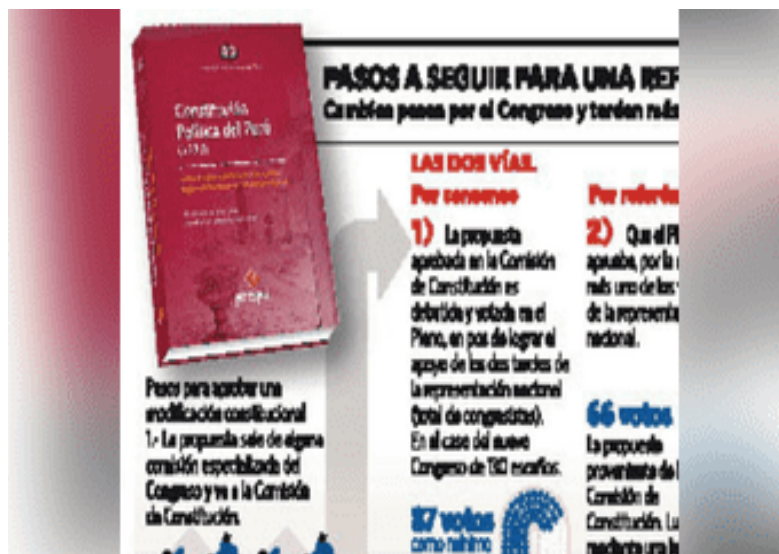 PASOS A SEGUIR PARA UNA REF
Cambios pasan por el Congreso y tardan más
Constitución
Política del Perú
LAS DOS VÍAS.
Por consenso
1) La propuesta
aprobada en la Comisión
de Constitución es
debatida y votada en el
Pleno, en pos de lograr el
apoyo de los dos tercios de
la representación nacional
(total de congresistas).
En el caso del nuevo
Congreso de 130 escaños.
87 votos
como mínimo
Por referén
2) Que el Pl
apruebe, por la
más uno de los
de la representa
nacional.
66 votos
La propuesta
proveniente de l
Comisión de
Constitución. Lu
mediante una
Pasos para aprobar una
modificación constitucional
1.- La propuesta sale de alguna
comisión especializada del
Congreso y va a la Comisión
de Constitución.